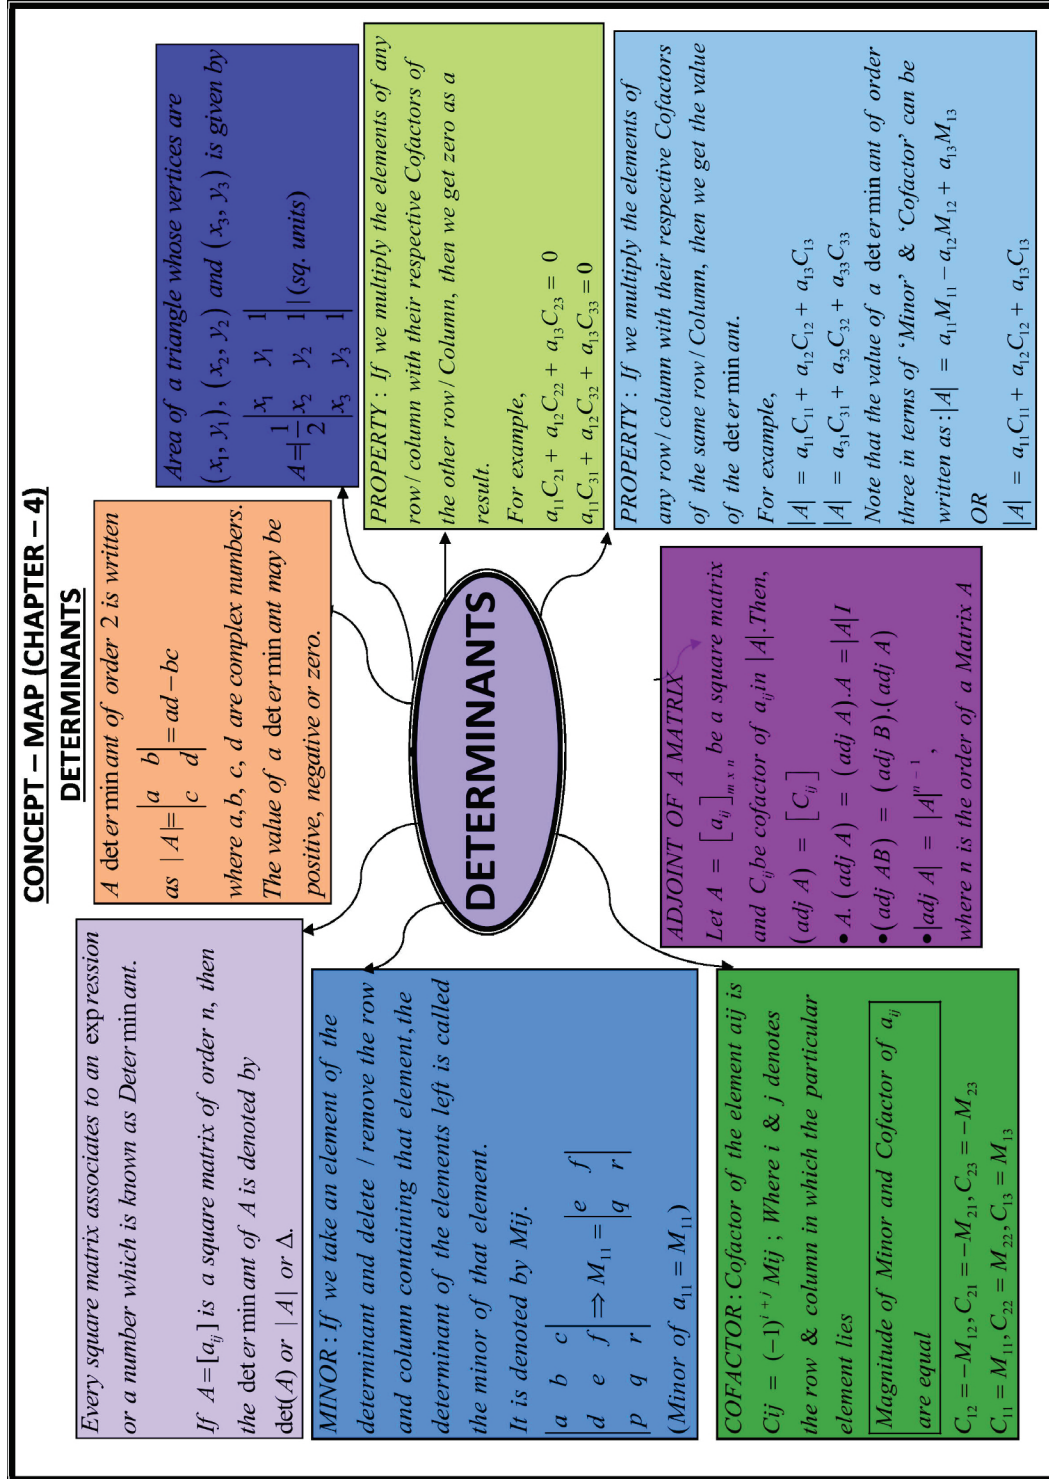 CONCEPT – MAP (CHAPTER – 4)
DETERMINANTS
Every square matrix associates to an expression
or a number which is known as Determinant.
If A = [a_{ij}] is a square matrix of order n, then
the determinant of A is denoted by
det(A) or | A | or Δ.
A determinant of order 2 is written
as | A | = |a b; c d| = ad − bc
where a, b, c, d are complex numbers.
The value of a determinant may be
positive, negative or zero.
Area of a triangle whose vertices are
(x₁, y₁), (x₂, y₂) and (x₃, y₃) is given by
A = |1/2 |x₁ y₁ 1; x₂ y₂ 1; x₃ y₃ 1|| (sq. units)
MINOR : If we take an element of the
determinant and delete / remove the row
and column containing that element, the
determinant of the elements left is called
the minor of that element.
It is denoted by Mij.
|a b c; d e f; p q r| ⇒ M₁₁ = |e f; q r|
(Minor of a₁₁ = M₁₁)
DETERMINANTS
PROPERTY : If we multiply the elements of any
row/ column with their respective Cofactors of
the other row/ Column, then we get zero as a
result.
For example,
a₁₁C₂₁ + a₁₂C₂₂ + a₁₃C₂₃ = 0
a₁₁C₃₁ + a₁₂C₃₂ + a₁₃C₃₃ = 0
COFACTOR : Cofactor of the element aij is
Cij = (−1)^{i + j} Mij ; Where i & j denotes
the row & column in which the particular
element lies
Magnitude of Minor and Cofactor of a_{ij}
are equal
C₁₂ = −M₁₂, C₂₁ = −M₂₁, C₂₃ = −M₂₃
C₁₁ = M₁₁, C₂₂ = M₂₂, C₁₃ = M₁₃
ADJOINT OF A MATRIX
Let A = [a_{ij}]_{m × n} be a square matrix
and C_{ij} be cofactor of a_{ij} in |A|. Then,
(adj A) = [C_{ij}]
• A. (adj A) = (adj A).A = |A|I
• (adj AB) = (adj B).(adj A)
• |adj A| = |A|^{n − 1} ,
where n is the order of a Matrix A
PROPERTY : If we multiply the elements of
any row/column with their respective Cofactors
of the same row/ Column, then we get the value
of the determinant.
For example,
|A| = a₁₁C₁₁ + a₁₂C₁₂ + a₁₃C₁₃
|A| = a₃₁C₃₁ + a₃₂C₃₂ + a₃₃C₃₃
Note that the value of a determinant of order
three in terms of 'Minor' & 'Cofactor' can be
written as : |A| = a₁₁M₁₁ − a₁₂M₁₂ + a₁₃M₁₃
OR
|A| = a₁₁C₁₁ + a₁₂C₁₂ + a₁₃C₁₃